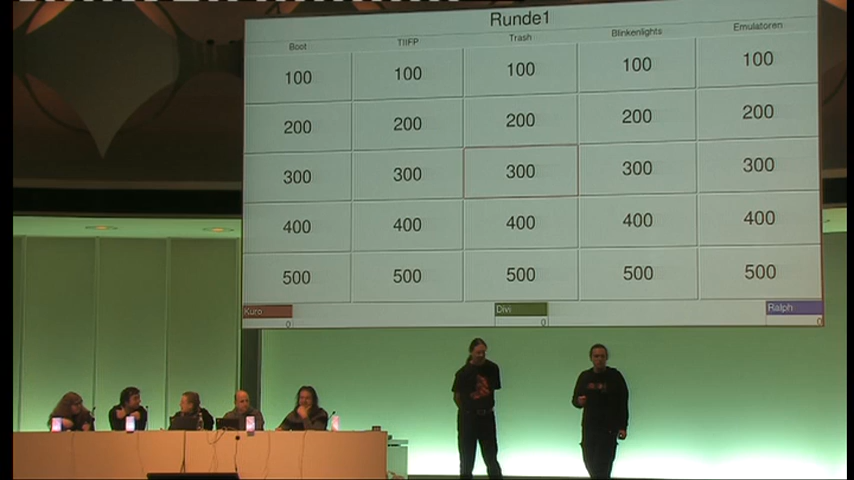 Runde1
Boot TIIFP Trash Blinkenlights Emulatoren
100 100 100 100 100
200 200 200 200 200
300 300 300 300 300
400 400 400 400 400
500 500 500 500 500
Kuro Divi Ralph
0 0 0